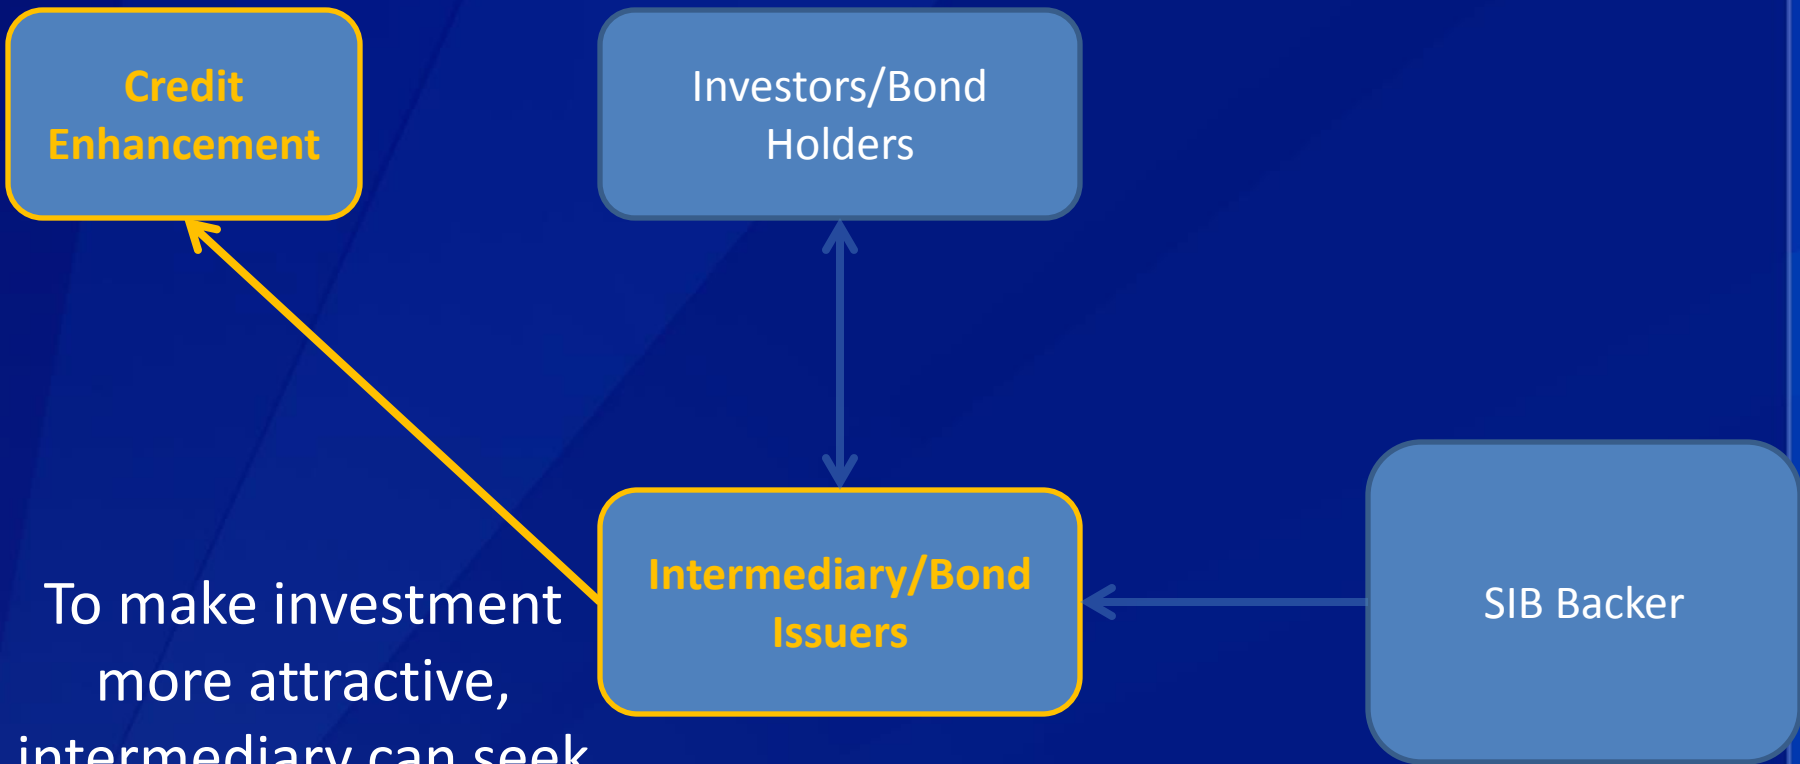 Credit
Enhancement
Investors/Bond
Holders
Intermediary/Bond
Issuers
SIB Backer
To make investment
more attractive,
intermediary can seek